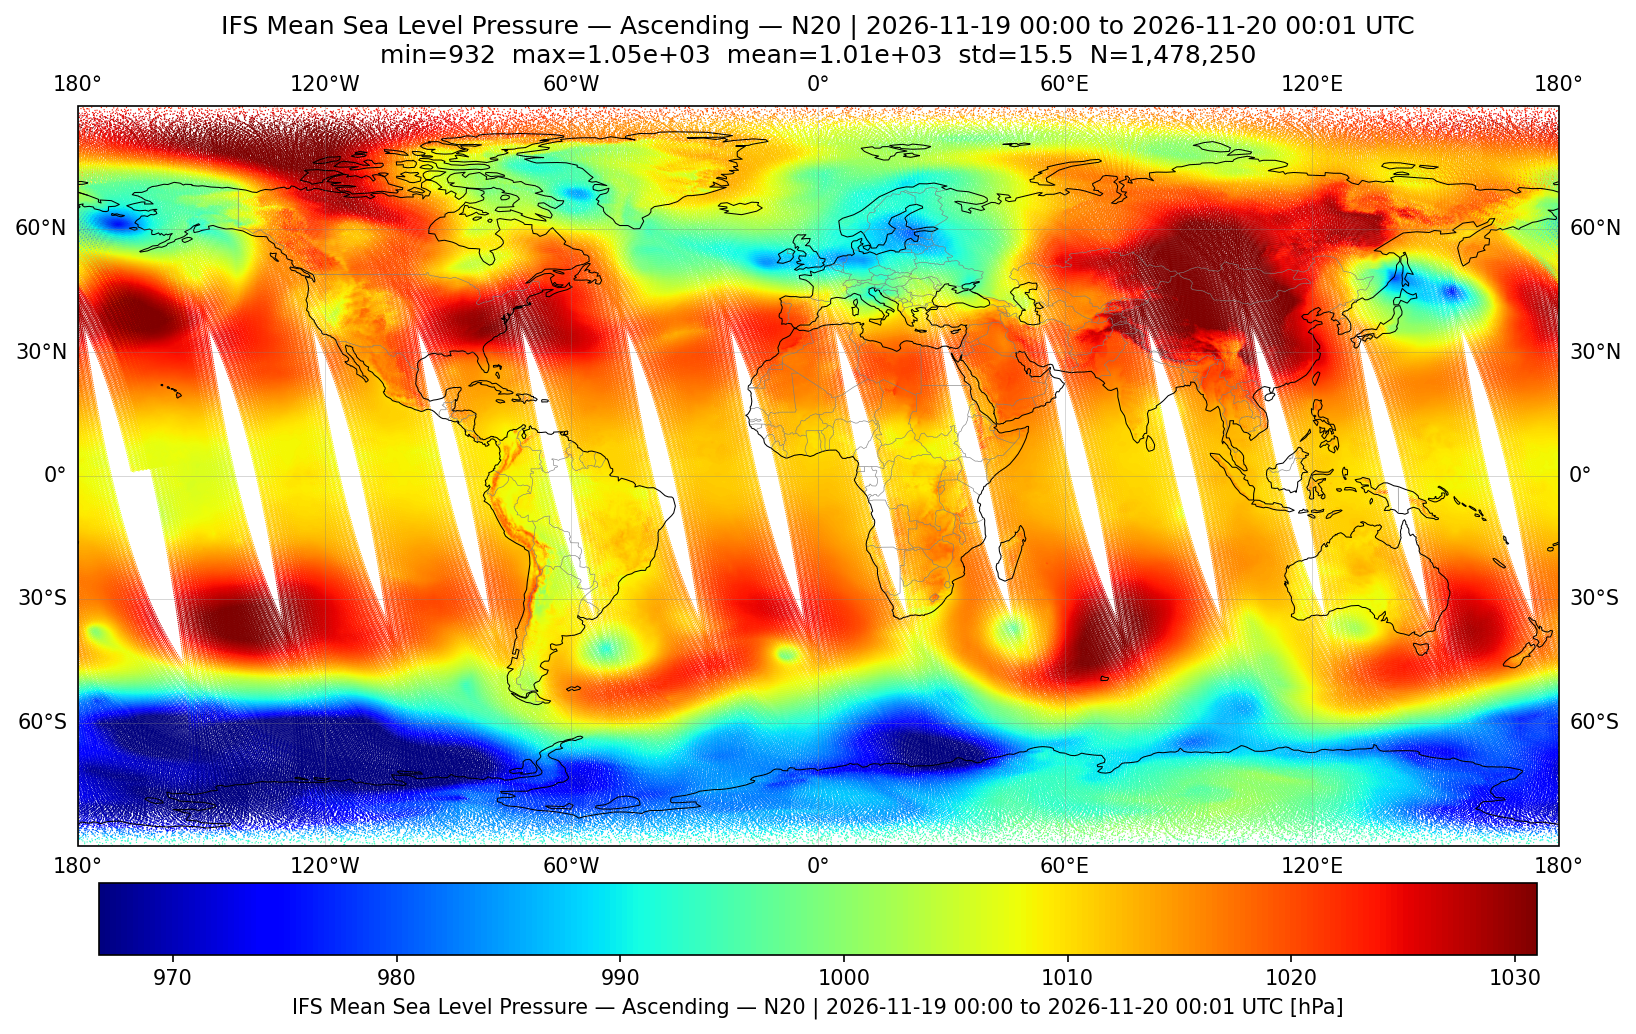 IFS Mean Sea Level Pressure — Ascending — N20 | 2026-11-19 00:00 to 2026-11-20 00:01 UTC
min=932 max=1.05e+03 mean=1.01e+03 std=15.5 N=1,478,250
180° 120°W 60°W 0° 60°E 120°E 180°
60°N 60°N
30°N 30°N
0° 0°
30°S 30°S
60°S 60°S
180° 120°W 60°W 0° 60°E 120°E 180°
970 980 990 1000 1010 1020 1030
IFS Mean Sea Level Pressure — Ascending — N20 | 2026-11-19 00:00 to 2026-11-20 00:01 UTC [hPa]